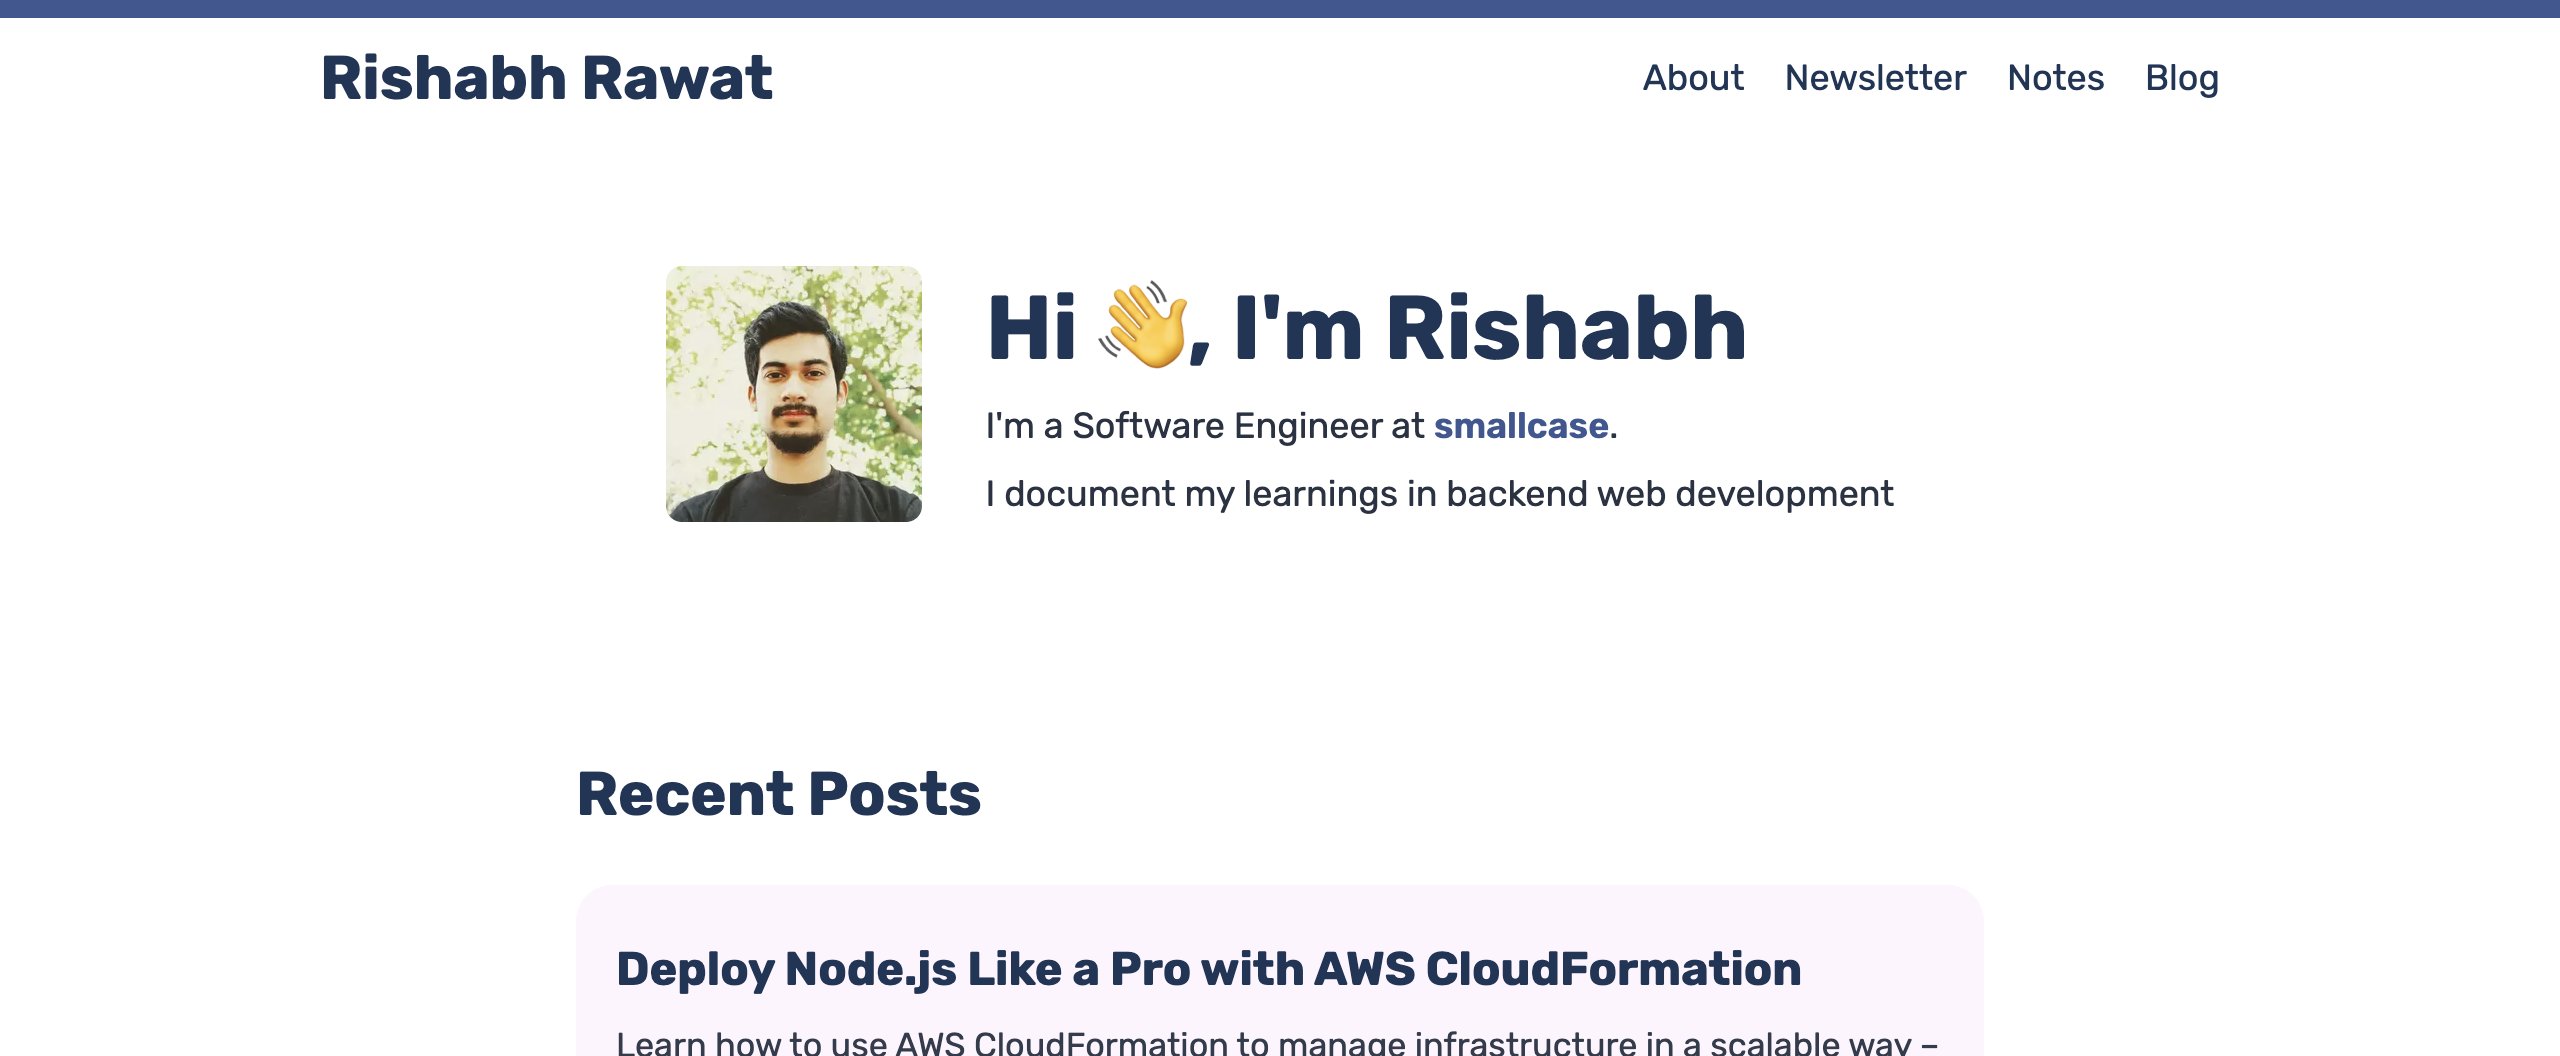 Rishabh Rawat
About Newsletter Notes Blog
Hi 👋, I'm Rishabh
I'm a Software Engineer at smallcase.
I document my learnings in backend web development
Recent Posts
Deploy Node.js Like a Pro with AWS CloudFormation
Learn how to use AWS CloudFormation to manage infrastructure in a scalable way –